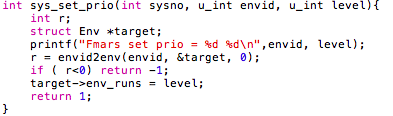 int sys_set_prio(int sysno, u_int envid, u_int level){
    int r;
    struct Env *target;
    printf("Fmars set prio = %d %d\n",envid, level);
    r = envid2env(envid, &target, 0);
    if ( r<0) return -1;
    target->env_runs = level;
    return 1;
}